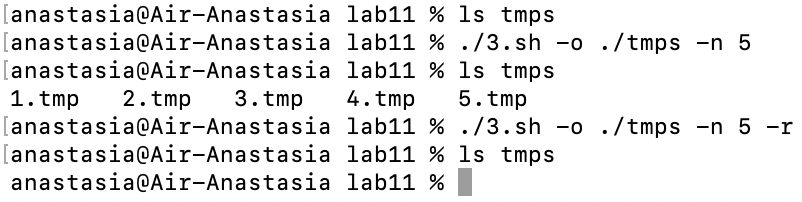 [anastasia@Air-Anastasia lab11 % ls tmps
[anastasia@Air-Anastasia lab11 % ./3.sh -o ./tmps -n 5
[anastasia@Air-Anastasia lab11 % ls tmps
1.tmp   2.tmp   3.tmp   4.tmp   5.tmp
[anastasia@Air-Anastasia lab11 % ./3.sh -o ./tmps -n 5 -r
[anastasia@Air-Anastasia lab11 % ls tmps
anastasia@Air-Anastasia lab11 %